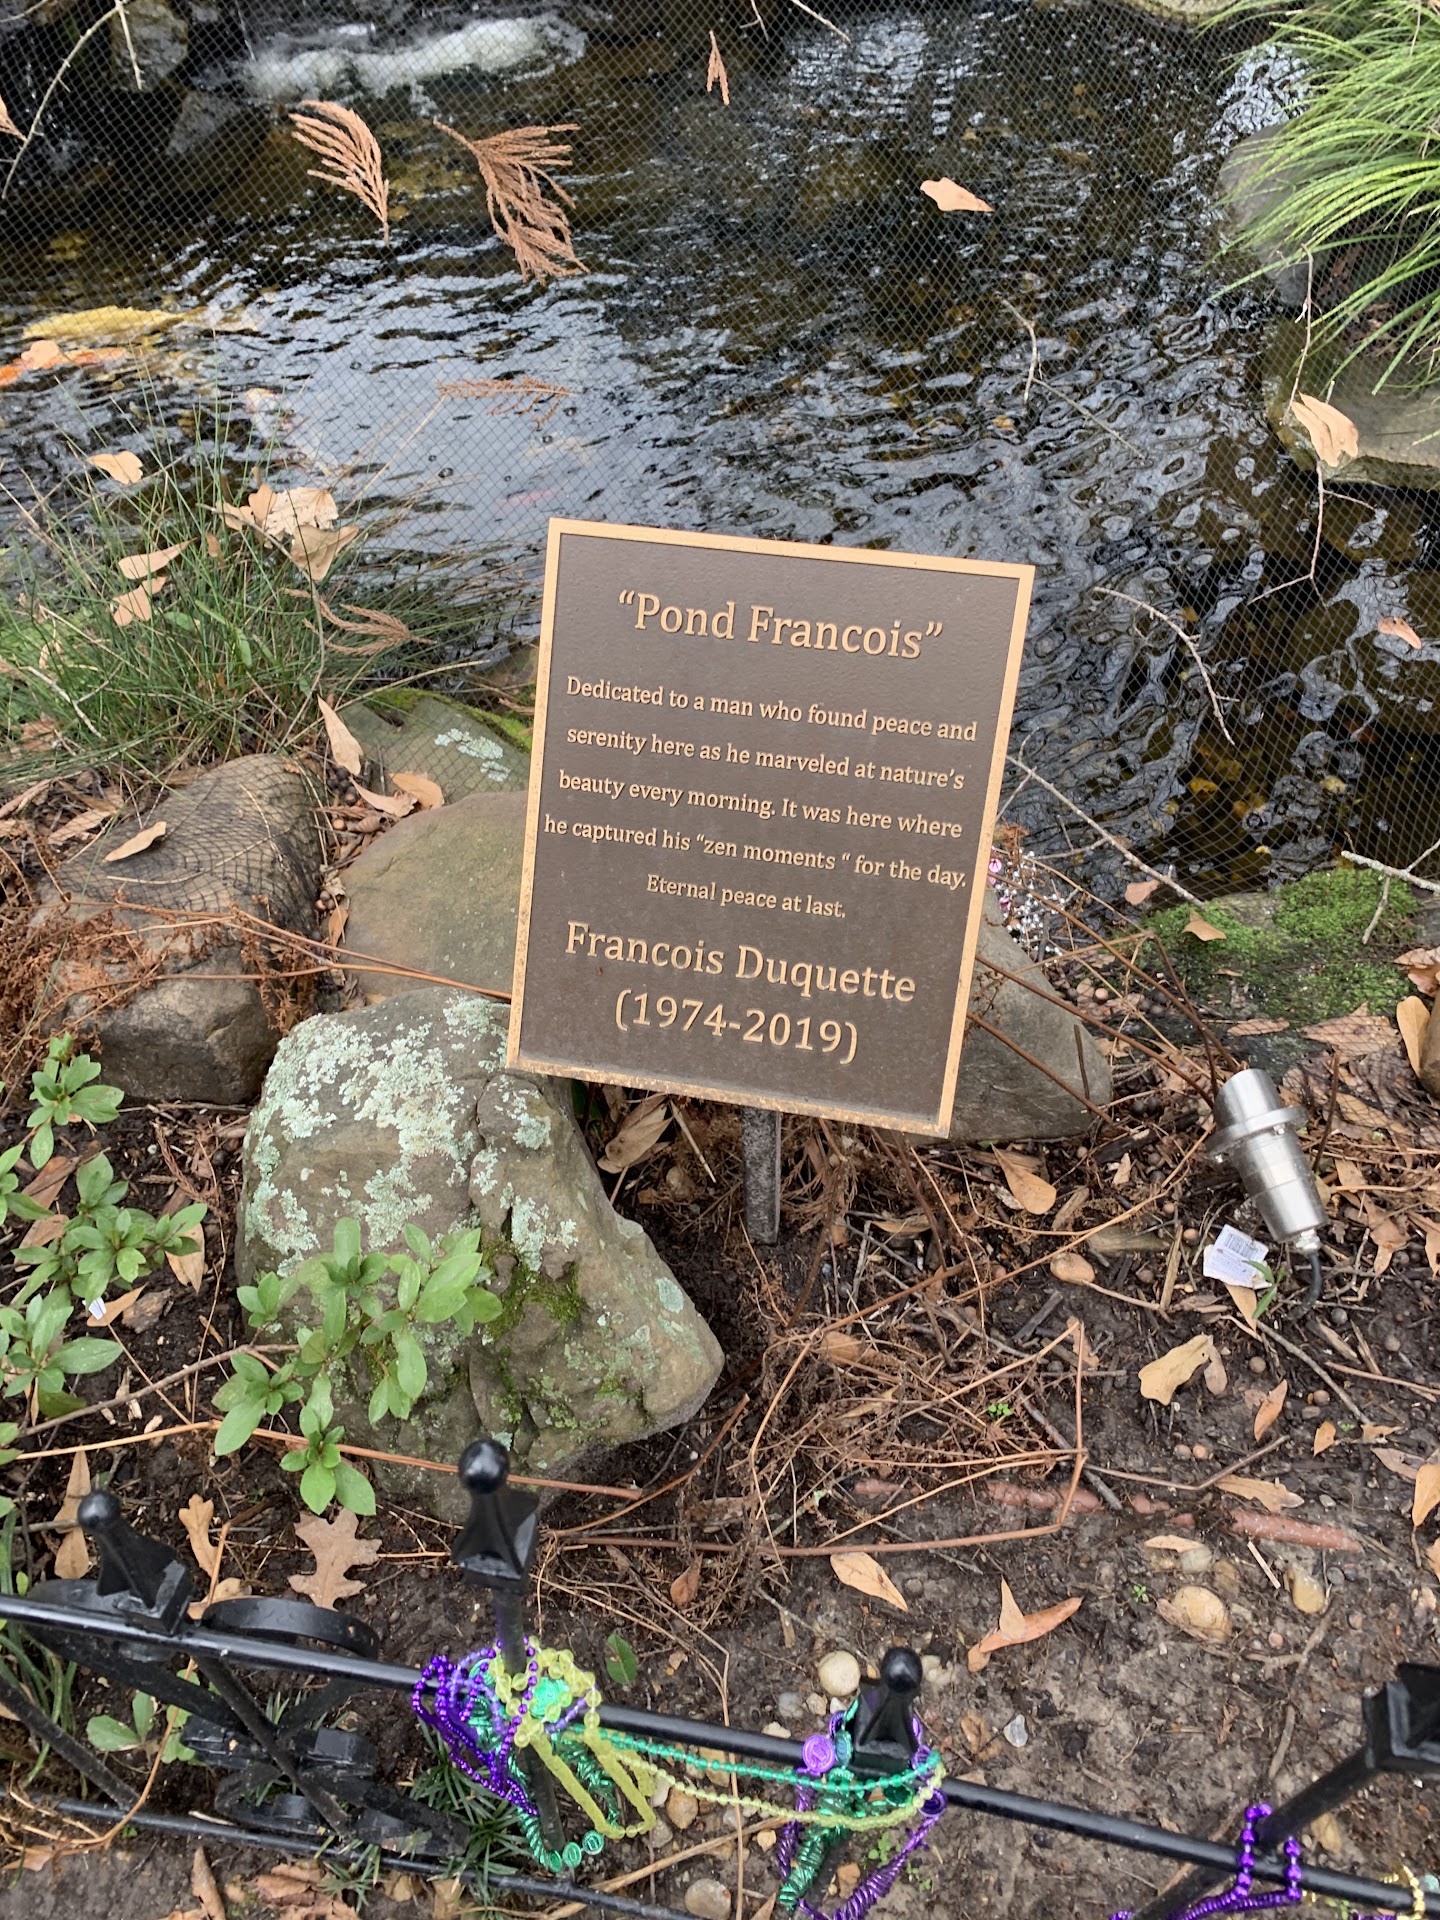 “Pond Francois”
Dedicated to a man who found peace and
serenity here as he marveled at nature's
beauty every morning. It was here where
he captured his “zen moments “ for the day.
Eternal peace at last.
Francois Duquette
(1974-2019)